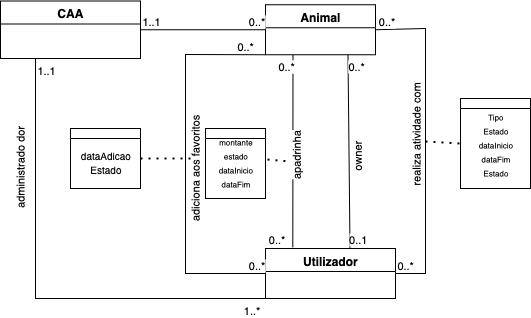 CAA
1..1
0..*
Animal
0..*
0..*
1..1
0..*
0..*
administrado dor
dataAdicao
Estado
adiciona aos favoritos
montante
estado
dataInicio
dataFim
apadrinha
owner
realiza atividade com
Tipo
Estado
dataInicio
dataFim
Estado
0..*
0..1
0..*
Utilizador
0..*
1..*